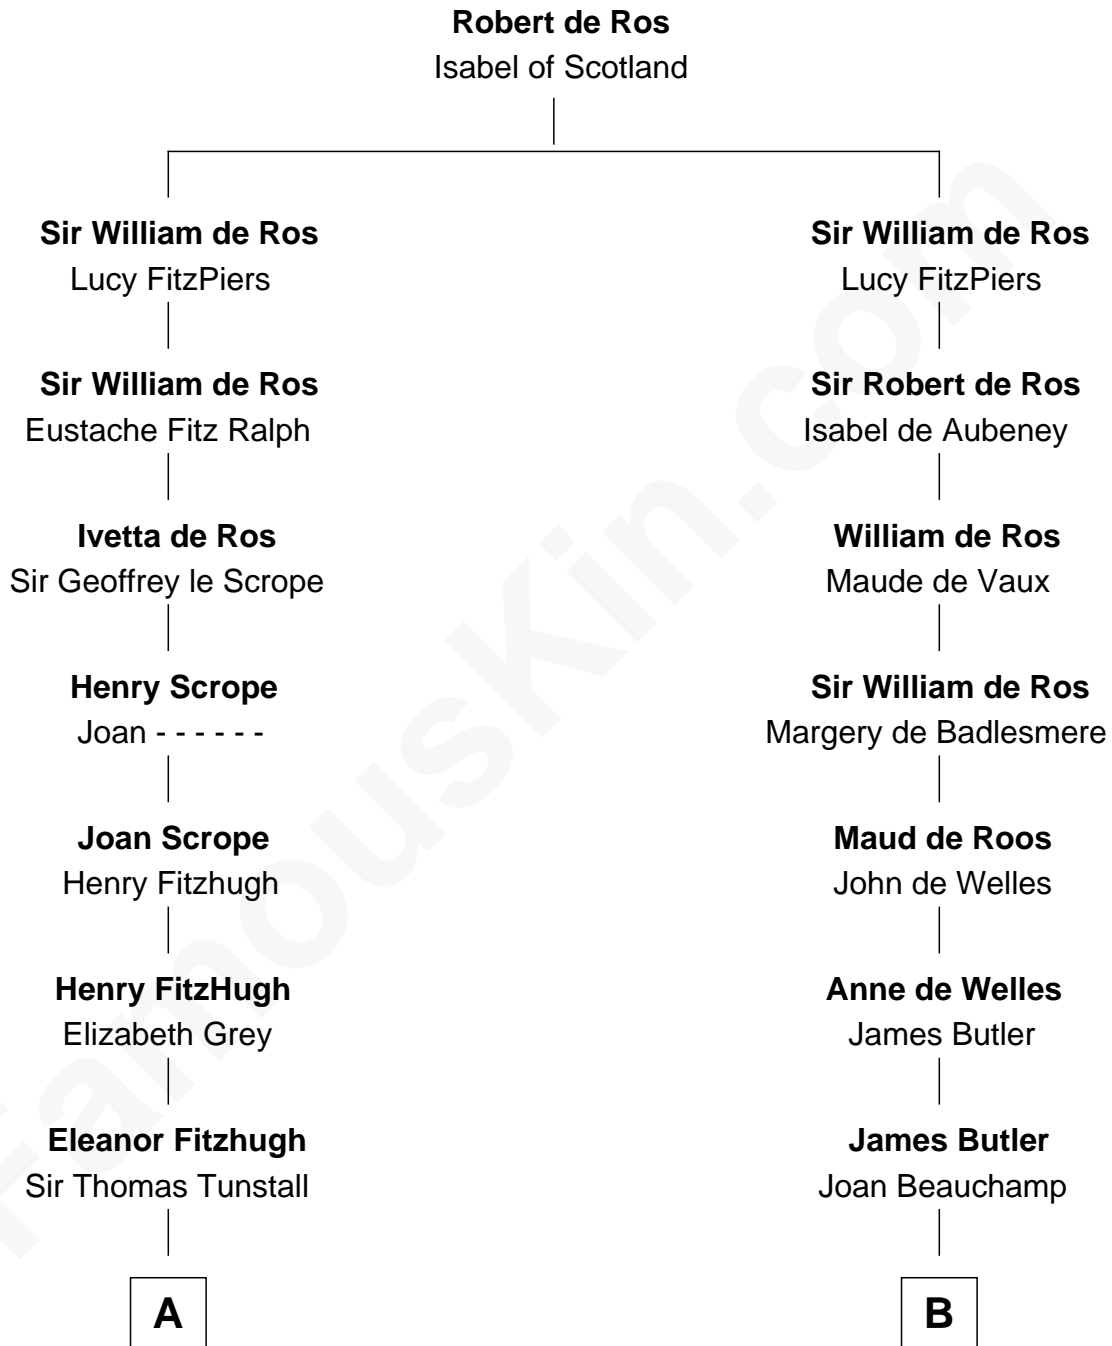 Robert de Ros
Isabel of Scotland
Sir William de Ros
Lucy FitzPiers
Sir William de Ros
Lucy FitzPiers
Sir William de Ros
Eustache Fitz Ralph
Sir Robert de Ros
Isabel de Aubeney
Ivetta de Ros
Sir Geoffrey le Scrope
William de Ros
Maude de Vaux
Henry Scrope
Joan - - - - - -
Sir William de Ros
Margery de Badlesmere
Joan Scrope
Henry Fitzhugh
Maud de Roos
John de Welles
Henry FitzHugh
Elizabeth Grey
Anne de Welles
James Butler
Eleanor Fitzhugh
Sir Thomas Tunstall
James Butler
Joan Beauchamp
A
B
FamousKin.com